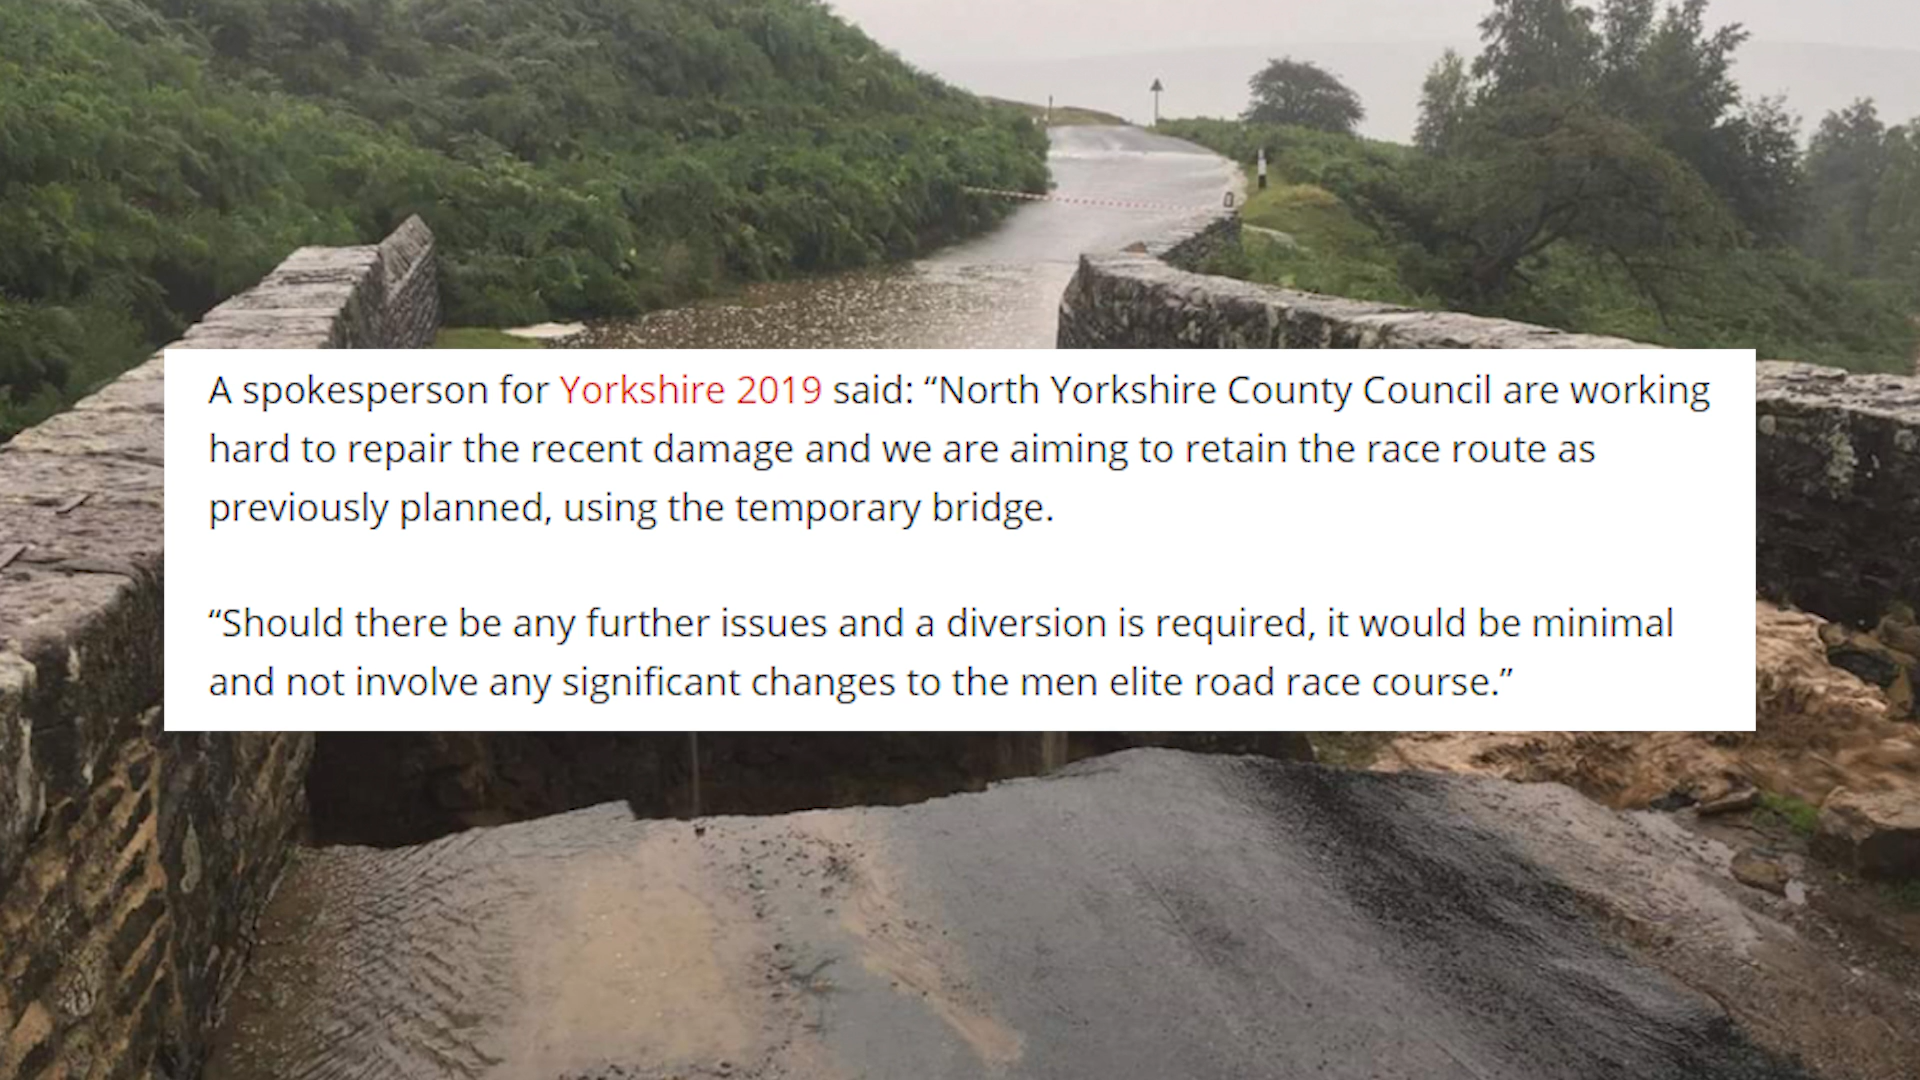 A spokesperson for Yorkshire 2019 said: “North Yorkshire County Council are working
hard to repair the recent damage and we are aiming to retain the race route as
previously planned, using the temporary bridge.
“Should there be any further issues and a diversion is required, it would be minimal
and not involve any significant changes to the men elite road race course.”